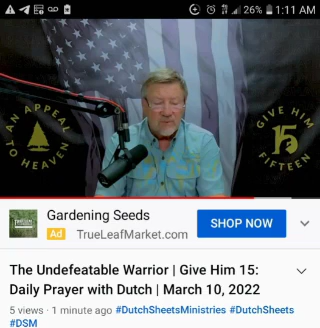 26% 1:11 AM
AN APPEAL
TO HEAVEN
GIVE HIM
15
FIFTEEN
Gardening Seeds
Ad TrueLeafMarket.com
SHOP NOW
The Undefeatable Warrior | Give Him 15:
Daily Prayer with Dutch | March 10, 2022
5 views · 1 minute ago #DutchSheetsMinistries #DutchSheets
#DSM